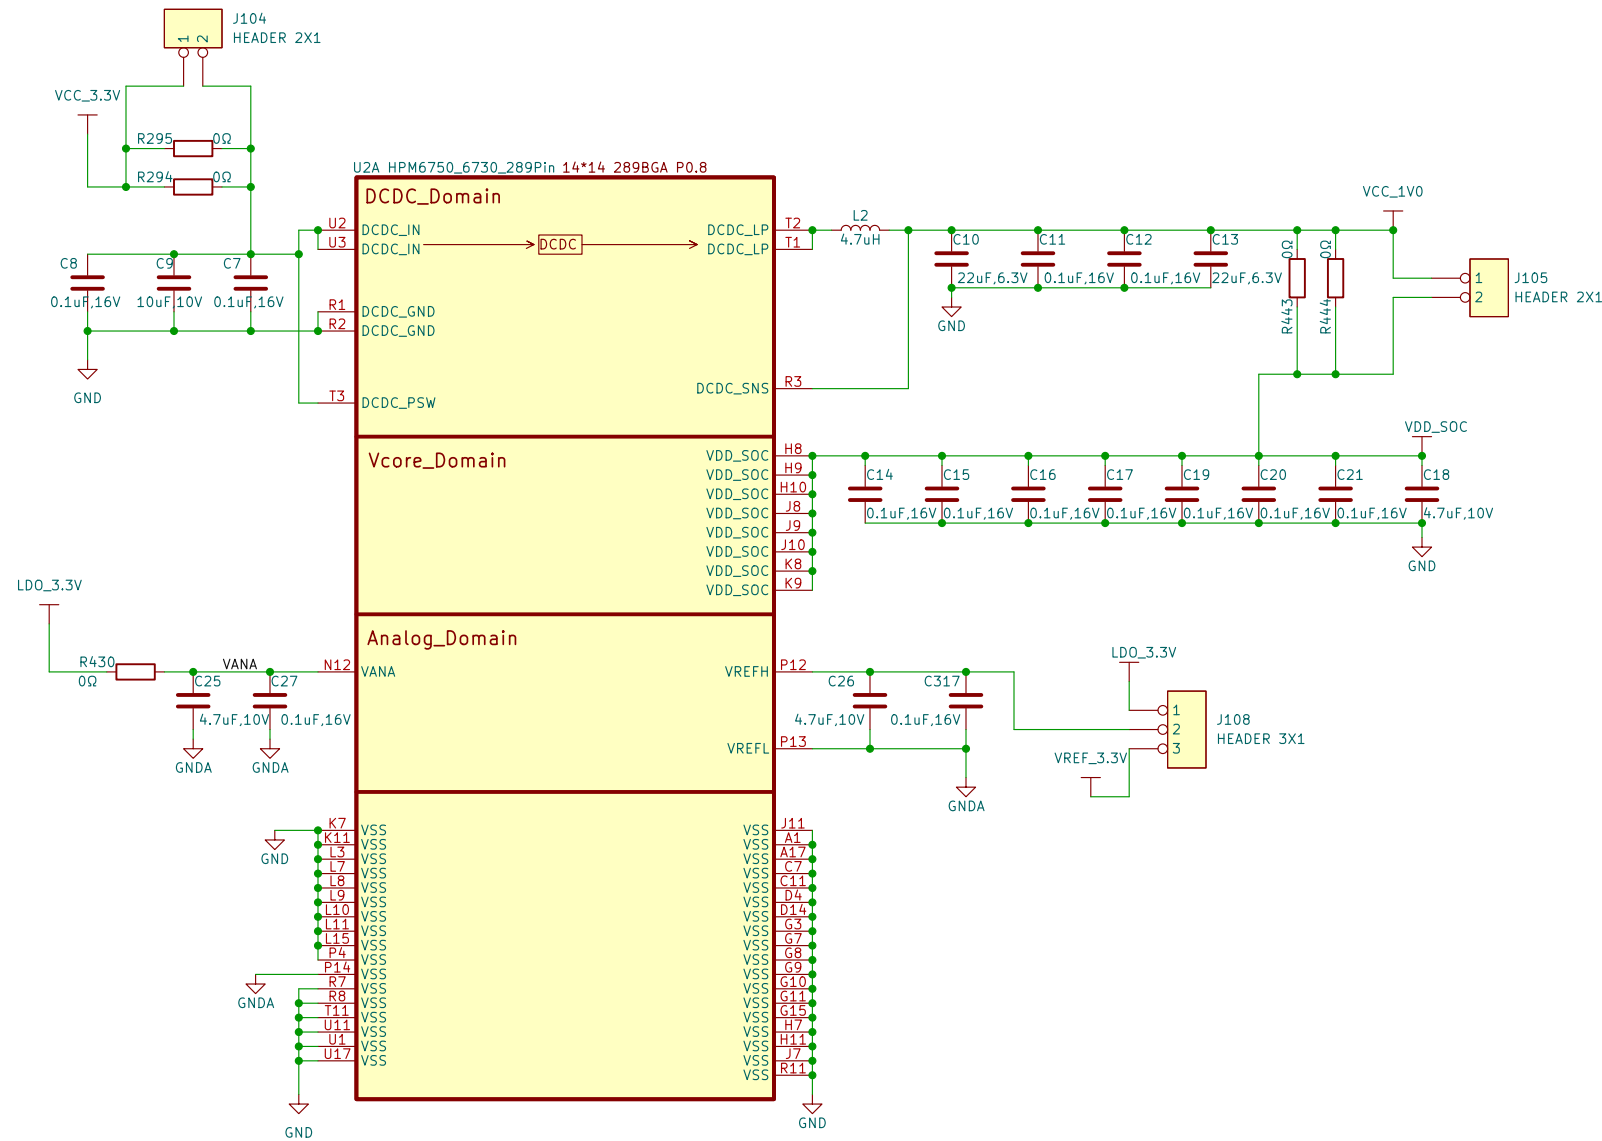 J104
HEADER 2X1
1 2
VCC_3.3V
R295 0Ω
R294 0Ω
U2A HPM6750_6730_289Pin 14*14 289BGA P0.8
DCDC_Domain
U2 DCDC_IN
U3 DCDC_IN
DCDC
DCDC_LP T2
DCDC_LP T1
L2
4.7uH
C8
0.1uF,16V
C9
10uF,10V
C7
0.1uF,16V
R1 DCDC_GND
R2 DCDC_GND
GND
T3 DCDC_PSW
DCDC_SNS R3
C10
22uF,6.3V
C11
0.1uF,16V
C12
0.1uF,16V
C13
22uF,6.3V
GND
R443 0Ω
R444 0Ω
VCC_1V0
1
2
J105
HEADER 2X1
Vcore_Domain
VDD_SOC H8
VDD_SOC H9
VDD_SOC H10
VDD_SOC J8
VDD_SOC J9
VDD_SOC J10
VDD_SOC K8
VDD_SOC K9
VDD_SOC
C14
0.1uF,16V
C15
0.1uF,16V
C16
0.1uF,16V
C17
0.1uF,16V
C19
0.1uF,16V
C20
0.1uF,16V
C21
0.1uF,16V
C18
4.7uF,10V
GND
LDO_3.3V
R430
0Ω
VANA
C25
4.7uF,10V
GNDA
C27
0.1uF,16V
GNDA
Analog_Domain
N12 VANA
VREFH P12
VREFL P13
C26
4.7uF,10V
C317
0.1uF,16V
GNDA
LDO_3.3V
VREF_3.3V
1
2
3
J108
HEADER 3X1
K7 VSS
K11 VSS
L3 VSS
L7 VSS
L8 VSS
L9 VSS
L10 VSS
L11 VSS
L15 VSS
P4 VSS
P14 VSS
R7 VSS
R8 VSS
T11 VSS
U11 VSS
U1 VSS
U17 VSS
GND
GNDA
GND
VSS J11
VSS A1
VSS A17
VSS C7
VSS C11
VSS D4
VSS D14
VSS G3
VSS G7
VSS G8
VSS G9
VSS G10
VSS G11
VSS G15
VSS H7
VSS H11
VSS J7
VSS R11
GND